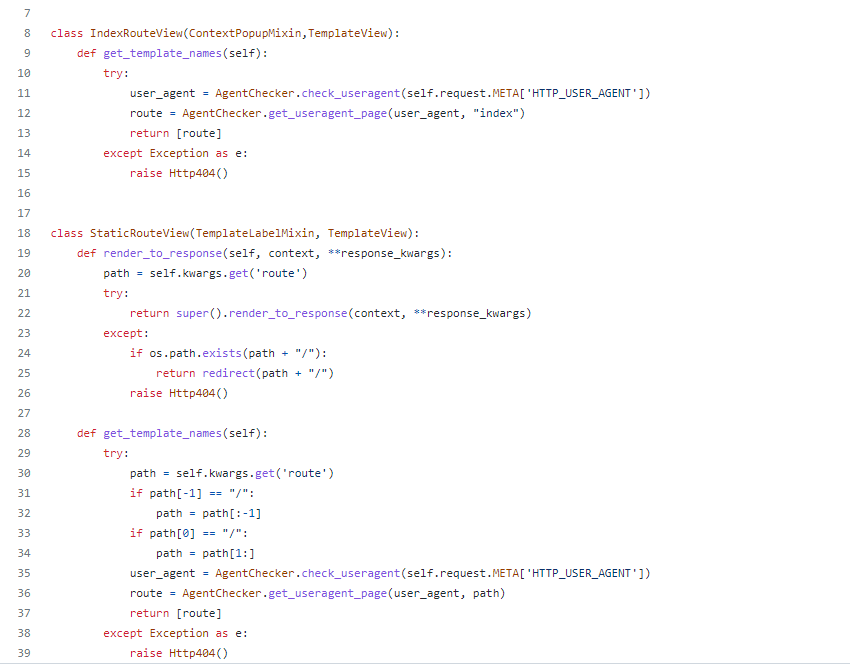 7
8 class IndexRouteView(ContextPopupMixin,TemplateView):
9     def get_template_names(self):
10         try:
11             user_agent = AgentChecker.check_useragent(self.request.META['HTTP_USER_AGENT'])
12             route = AgentChecker.get_useragent_page(user_agent, "index")
13             return [route]
14         except Exception as e:
15             raise Http404()
16
17
18 class StaticRouteView(TemplateLabelMixin, TemplateView):
19     def render_to_response(self, context, **response_kwargs):
20         path = self.kwargs.get('route')
21         try:
22             return super().render_to_response(context, **response_kwargs)
23         except:
24             if os.path.exists(path + "/"):
25                 return redirect(path + "/")
26             raise Http404()
27
28     def get_template_names(self):
29         try:
30             path = self.kwargs.get('route')
31             if path[-1] == "/":
32                 path = path[:-1]
33             if path[0] == "/":
34                 path = path[1:]
35             user_agent = AgentChecker.check_useragent(self.request.META['HTTP_USER_AGENT'])
36             route = AgentChecker.get_useragent_page(user_agent, path)
37             return [route]
38         except Exception as e:
39             raise Http404()